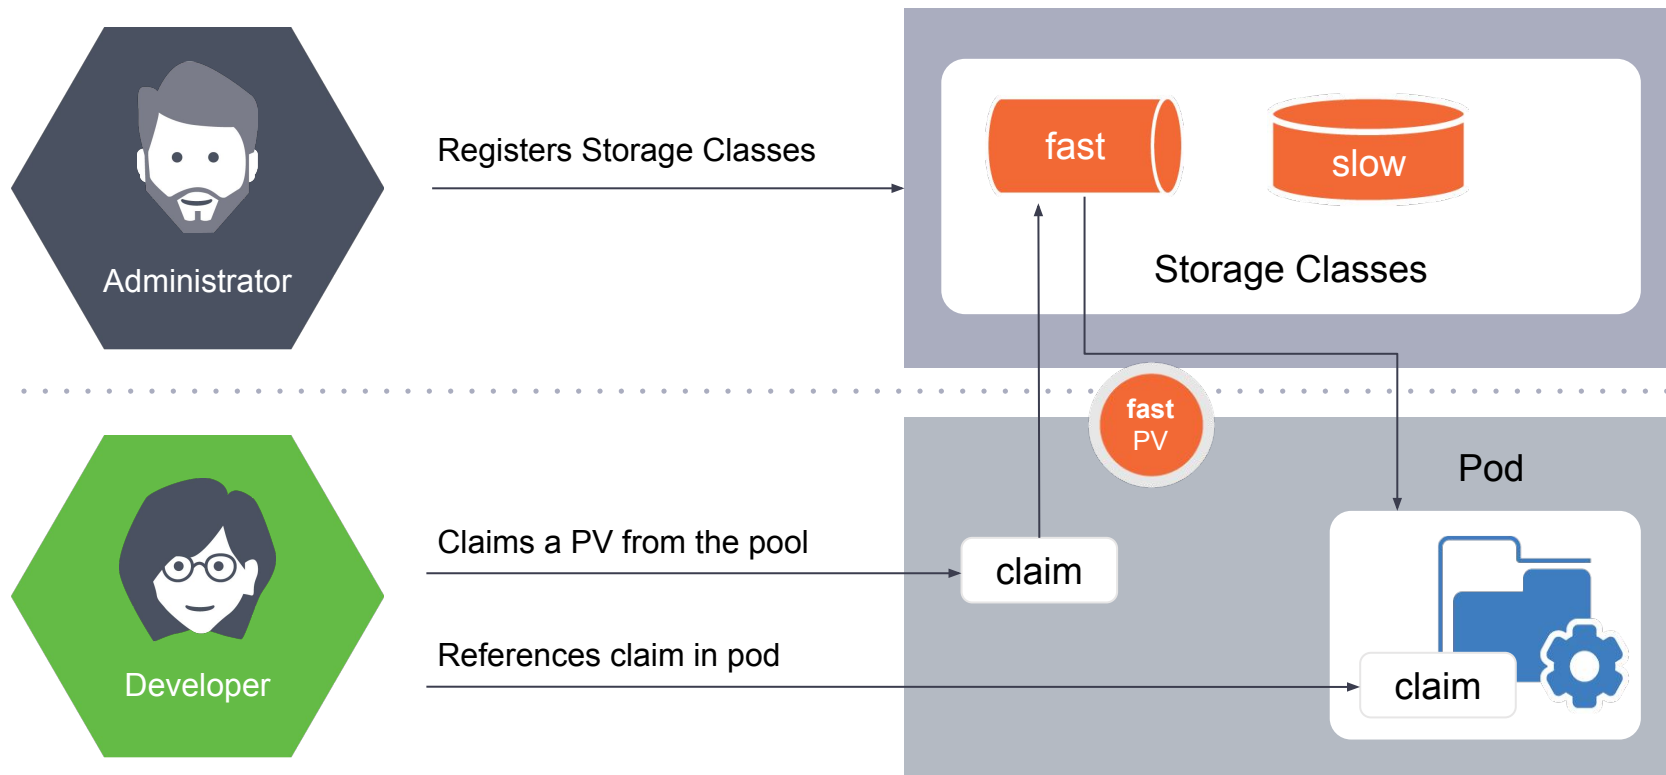 Administrator
Registers Storage Classes
fast
slow
Storage Classes
fast
PV
Pod
Developer
Claims a PV from the pool
claim
References claim in pod
claim